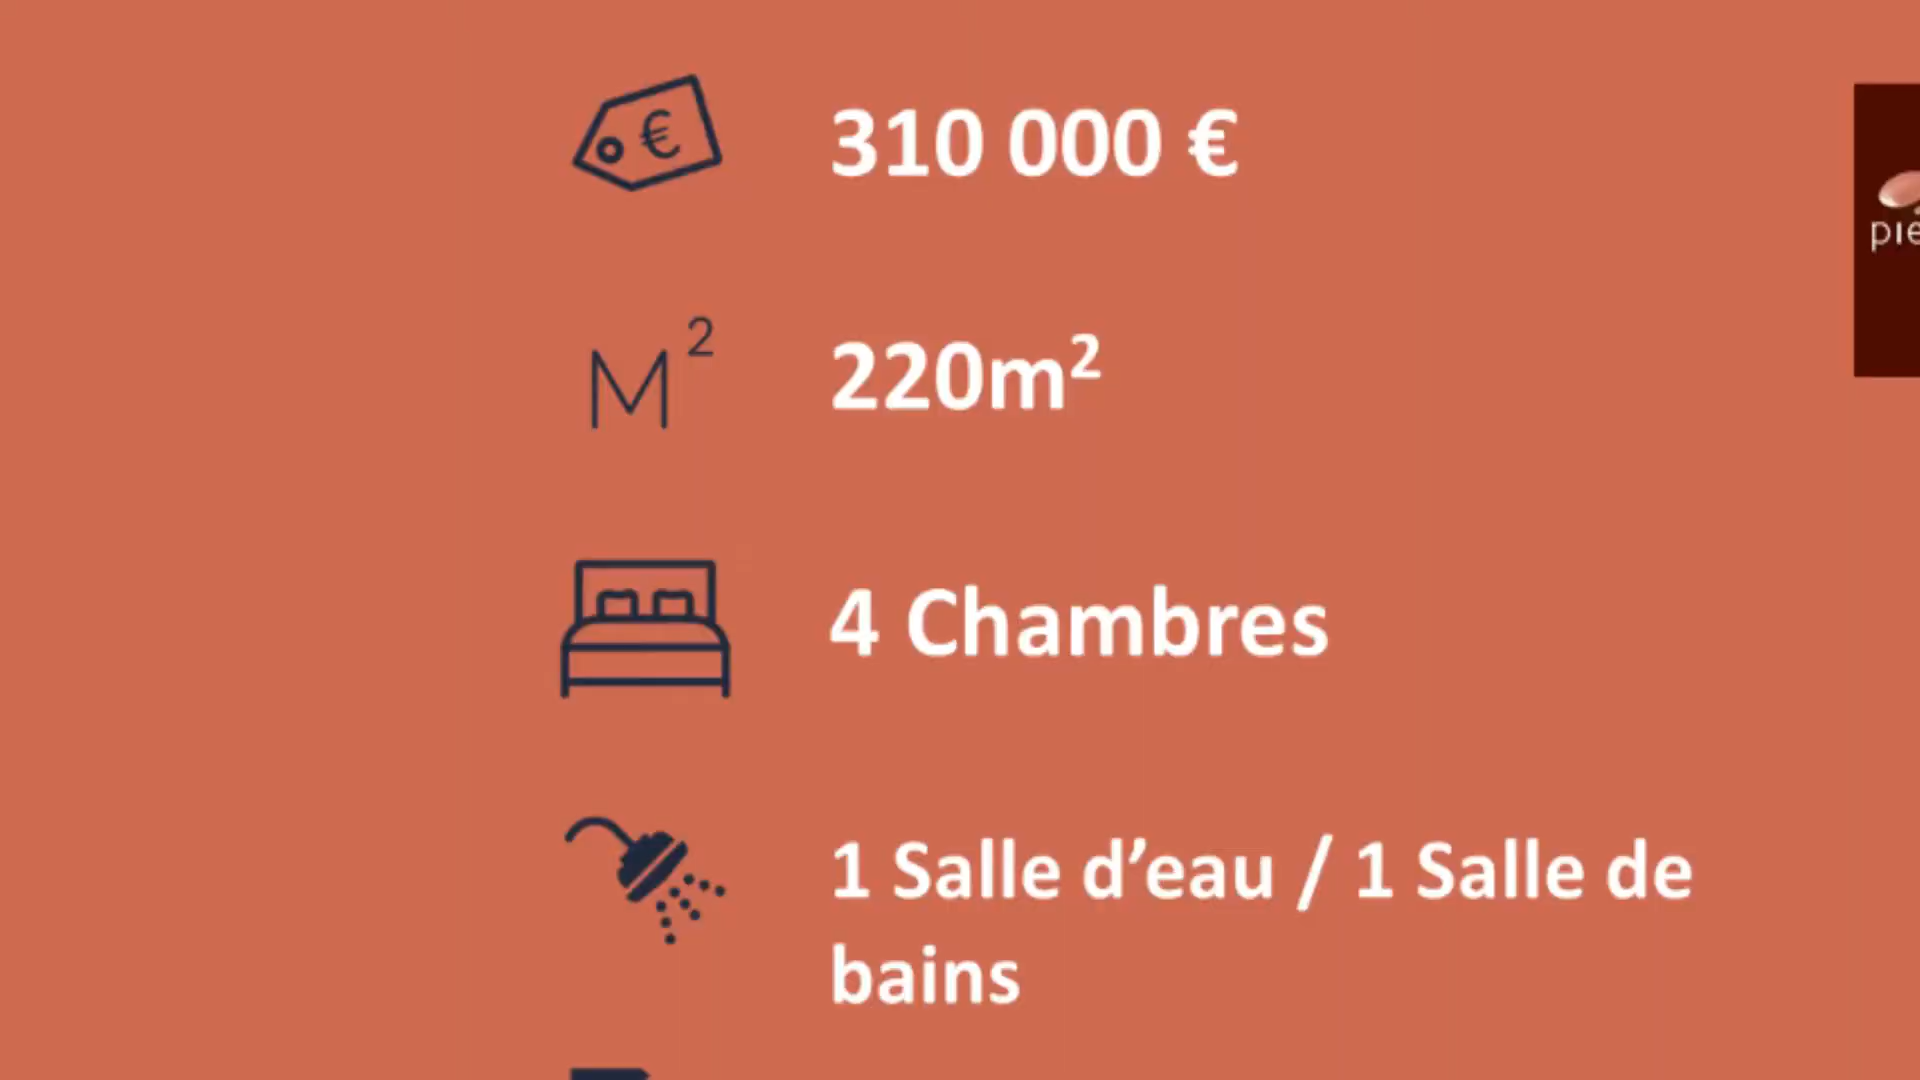 310 000 €
M²
220m²
4 Chambres
1 Salle d’eau / 1 Salle de
bains